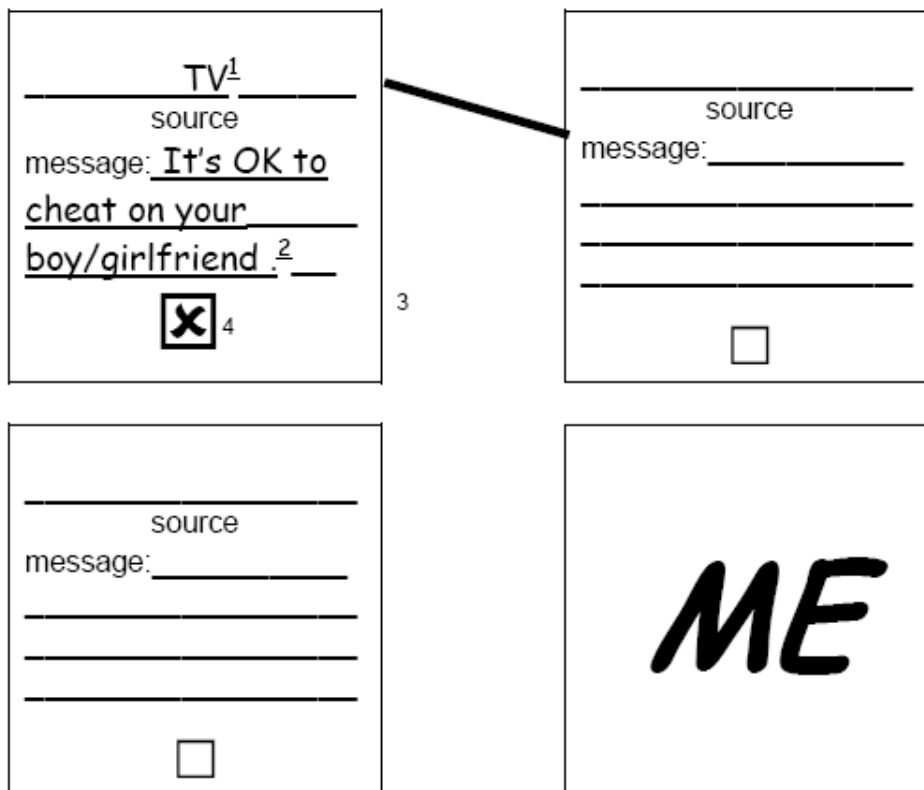 TV1
source
message: It's OK to
cheat on your
boy/girlfriend .2
4
3
source
message:
source
message:
ME